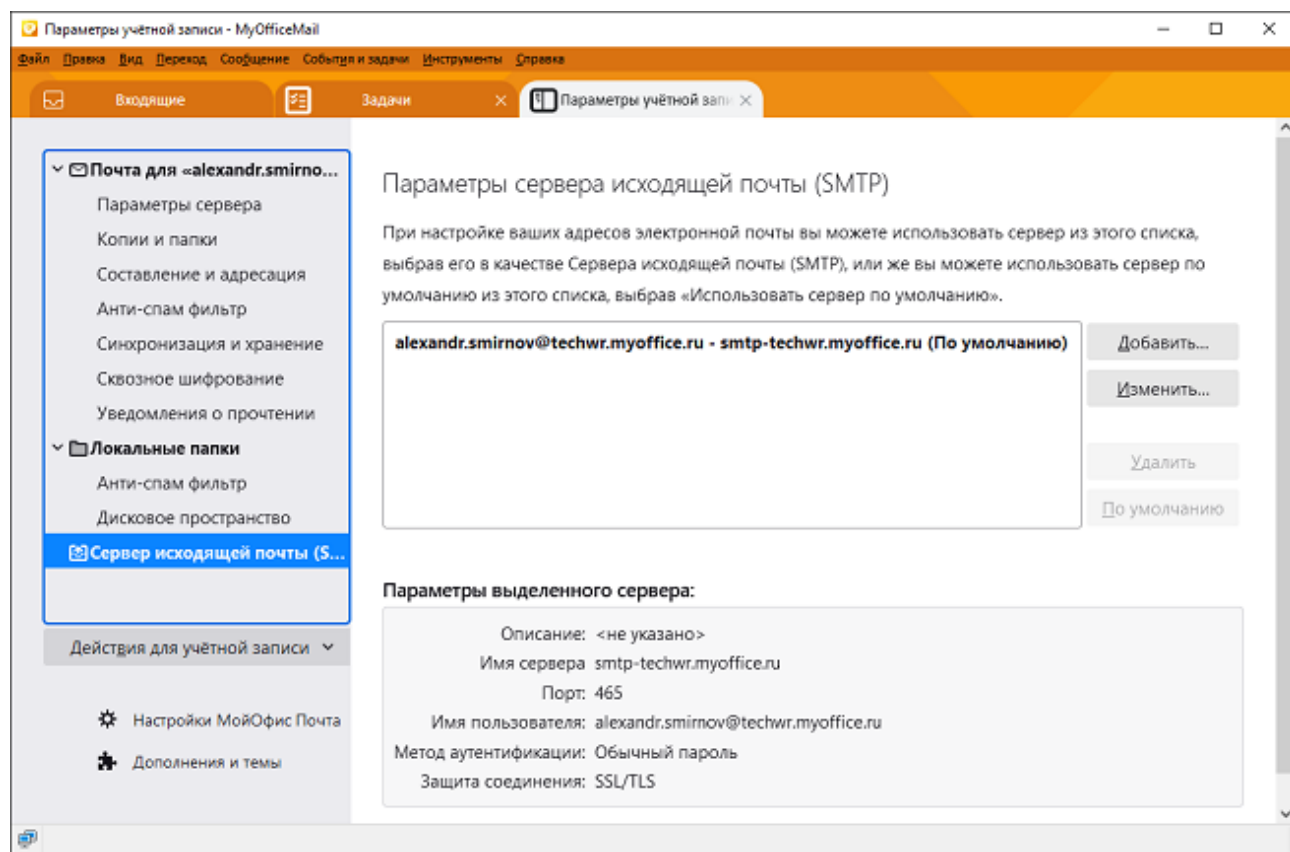 Параметры учётной записи - MyOfficeMail
Файл Правка Вид Переход Сообщение События и задачи Инструменты Справка
Входящие Задачи Параметры учётной запи
Почта для «alexandr.smirno...
Параметры сервера
Копии и папки
Составление и адресация
Анти-спам фильтр
Синхронизация и хранение
Сквозное шифрование
Уведомления о прочтении
Локальные папки
Анти-спам фильтр
Дисковое пространство
Сервер исходящей почты (S...
Действия для учётной записи
Настройки МойОфис Почта
Дополнения и темы
Параметры сервера исходящей почты (SMTP)
При настройке ваших адресов электронной почты вы можете использовать сервер из этого списка,
выбрав его в качестве Сервера исходящей почты (SMTP), или же вы можете использовать сервер по
умолчанию из этого списка, выбрав «Использовать сервер по умолчанию».
alexandr.smirnov@techwr.myoffice.ru - smtp-techwr.myoffice.ru (По умолчанию)
Добавить...
Изменить...
Удалить
По умолчанию
Параметры выделенного сервера:
Описание: <не указано>
Имя сервера smtp-techwr.myoffice.ru
Порт: 465
Имя пользователя: alexandr.smirnov@techwr.myoffice.ru
Метод аутентификации: Обычный пароль
Защита соединения: SSL/TLS